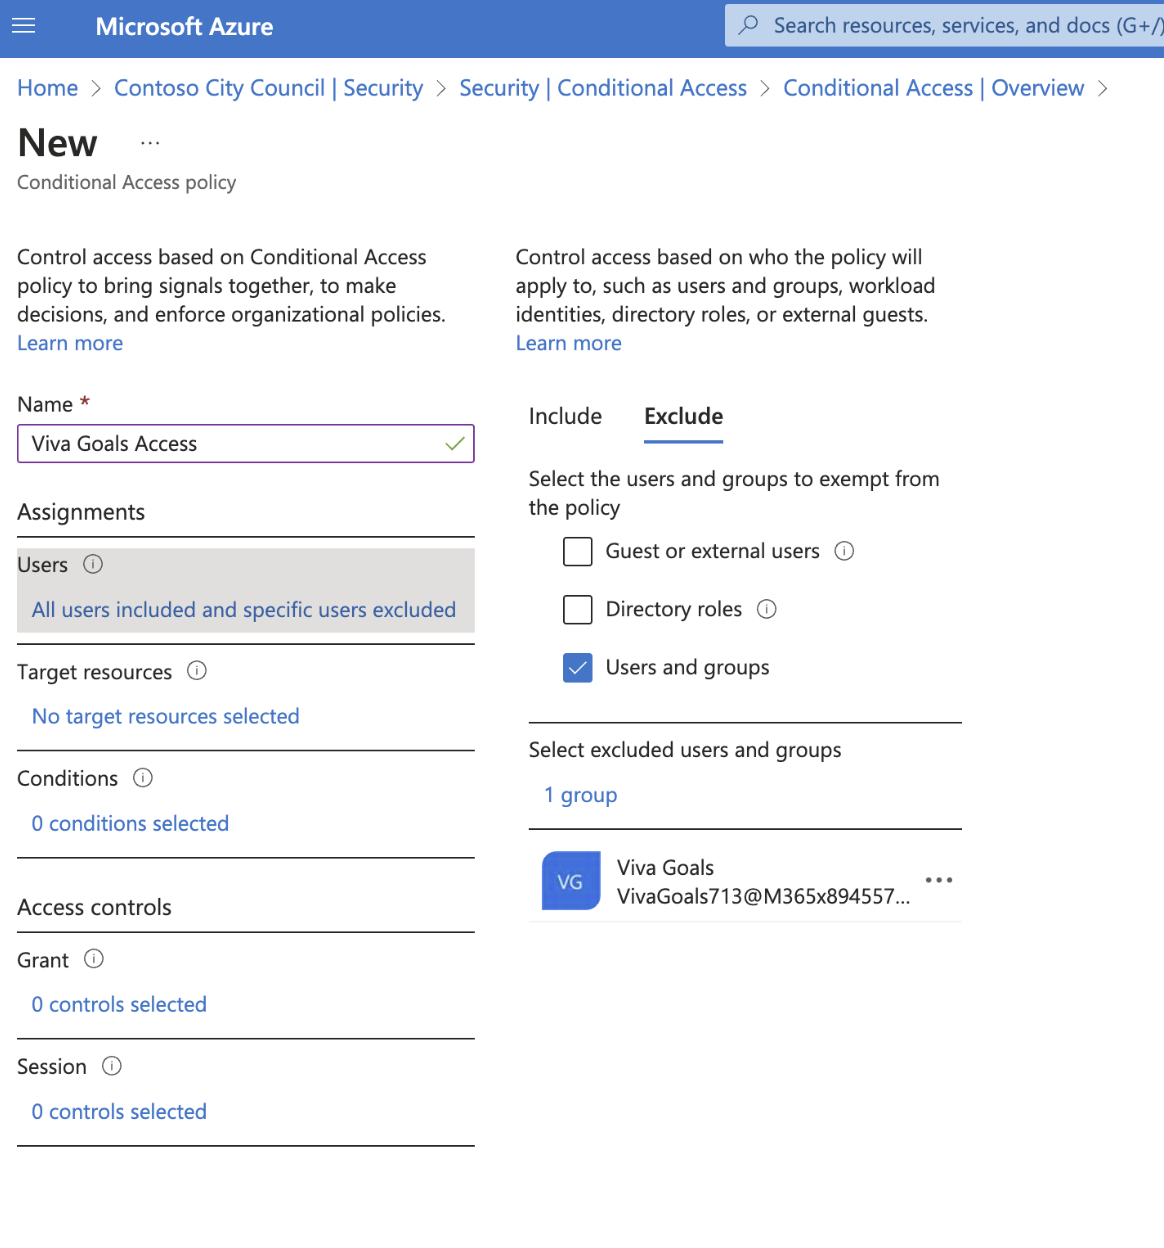 Microsoft Azure
Search resources, services, and docs (G+/)
Home > Contoso City Council | Security > Security | Conditional Access > Conditional Access | Overview >
New ...
Conditional Access policy
Control access based on Conditional Access
policy to bring signals together, to make
decisions, and enforce organizational policies.
Learn more
Name *
Viva Goals Access
Assignments
Users
All users included and specific users excluded
Target resources
No target resources selected
Conditions
0 conditions selected
Access controls
Grant
0 controls selected
Session
0 controls selected
Control access based on who the policy will
apply to, such as users and groups, workload
identities, directory roles, or external guests.
Learn more
Include Exclude
Select the users and groups to exempt from
the policy
Guest or external users
Directory roles
Users and groups
Select excluded users and groups
1 group
VG
Viva Goals
VivaGoals713@M365x894557...